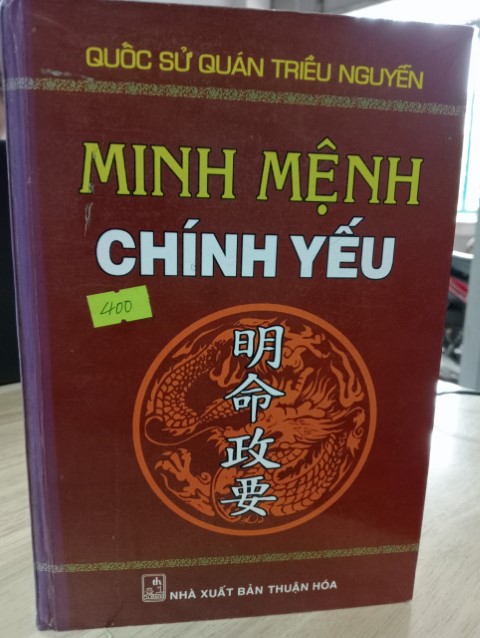 QUỐC SỬ QUÁN TRIỀU NGUYỄN
MINH MỆNH
CHÍNH YẾU
400
明
命
政
要
NHÀ XUẤT BẢN THUẬN HÓA